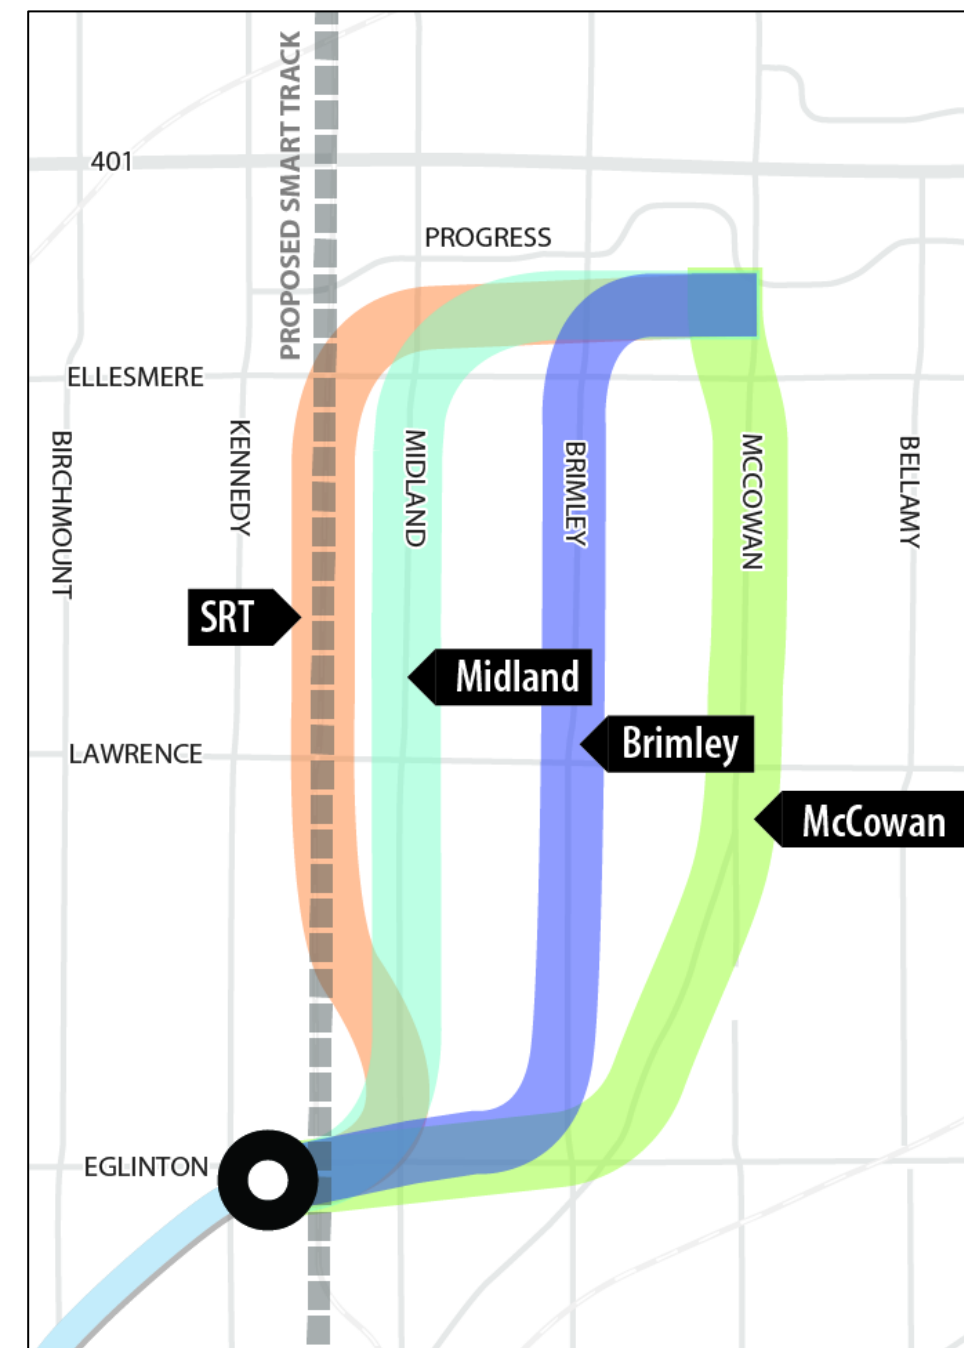 PROPOSED SMART TRACK
401
PROGRESS
ELLESMERE
BIRCHMOUNT
KENNEDY
MIDLAND
BRIMLEY
MCCOWAN
BELLAMY
SRT
Midland
Brimley
LAWRENCE
McCowan
EGLINTON